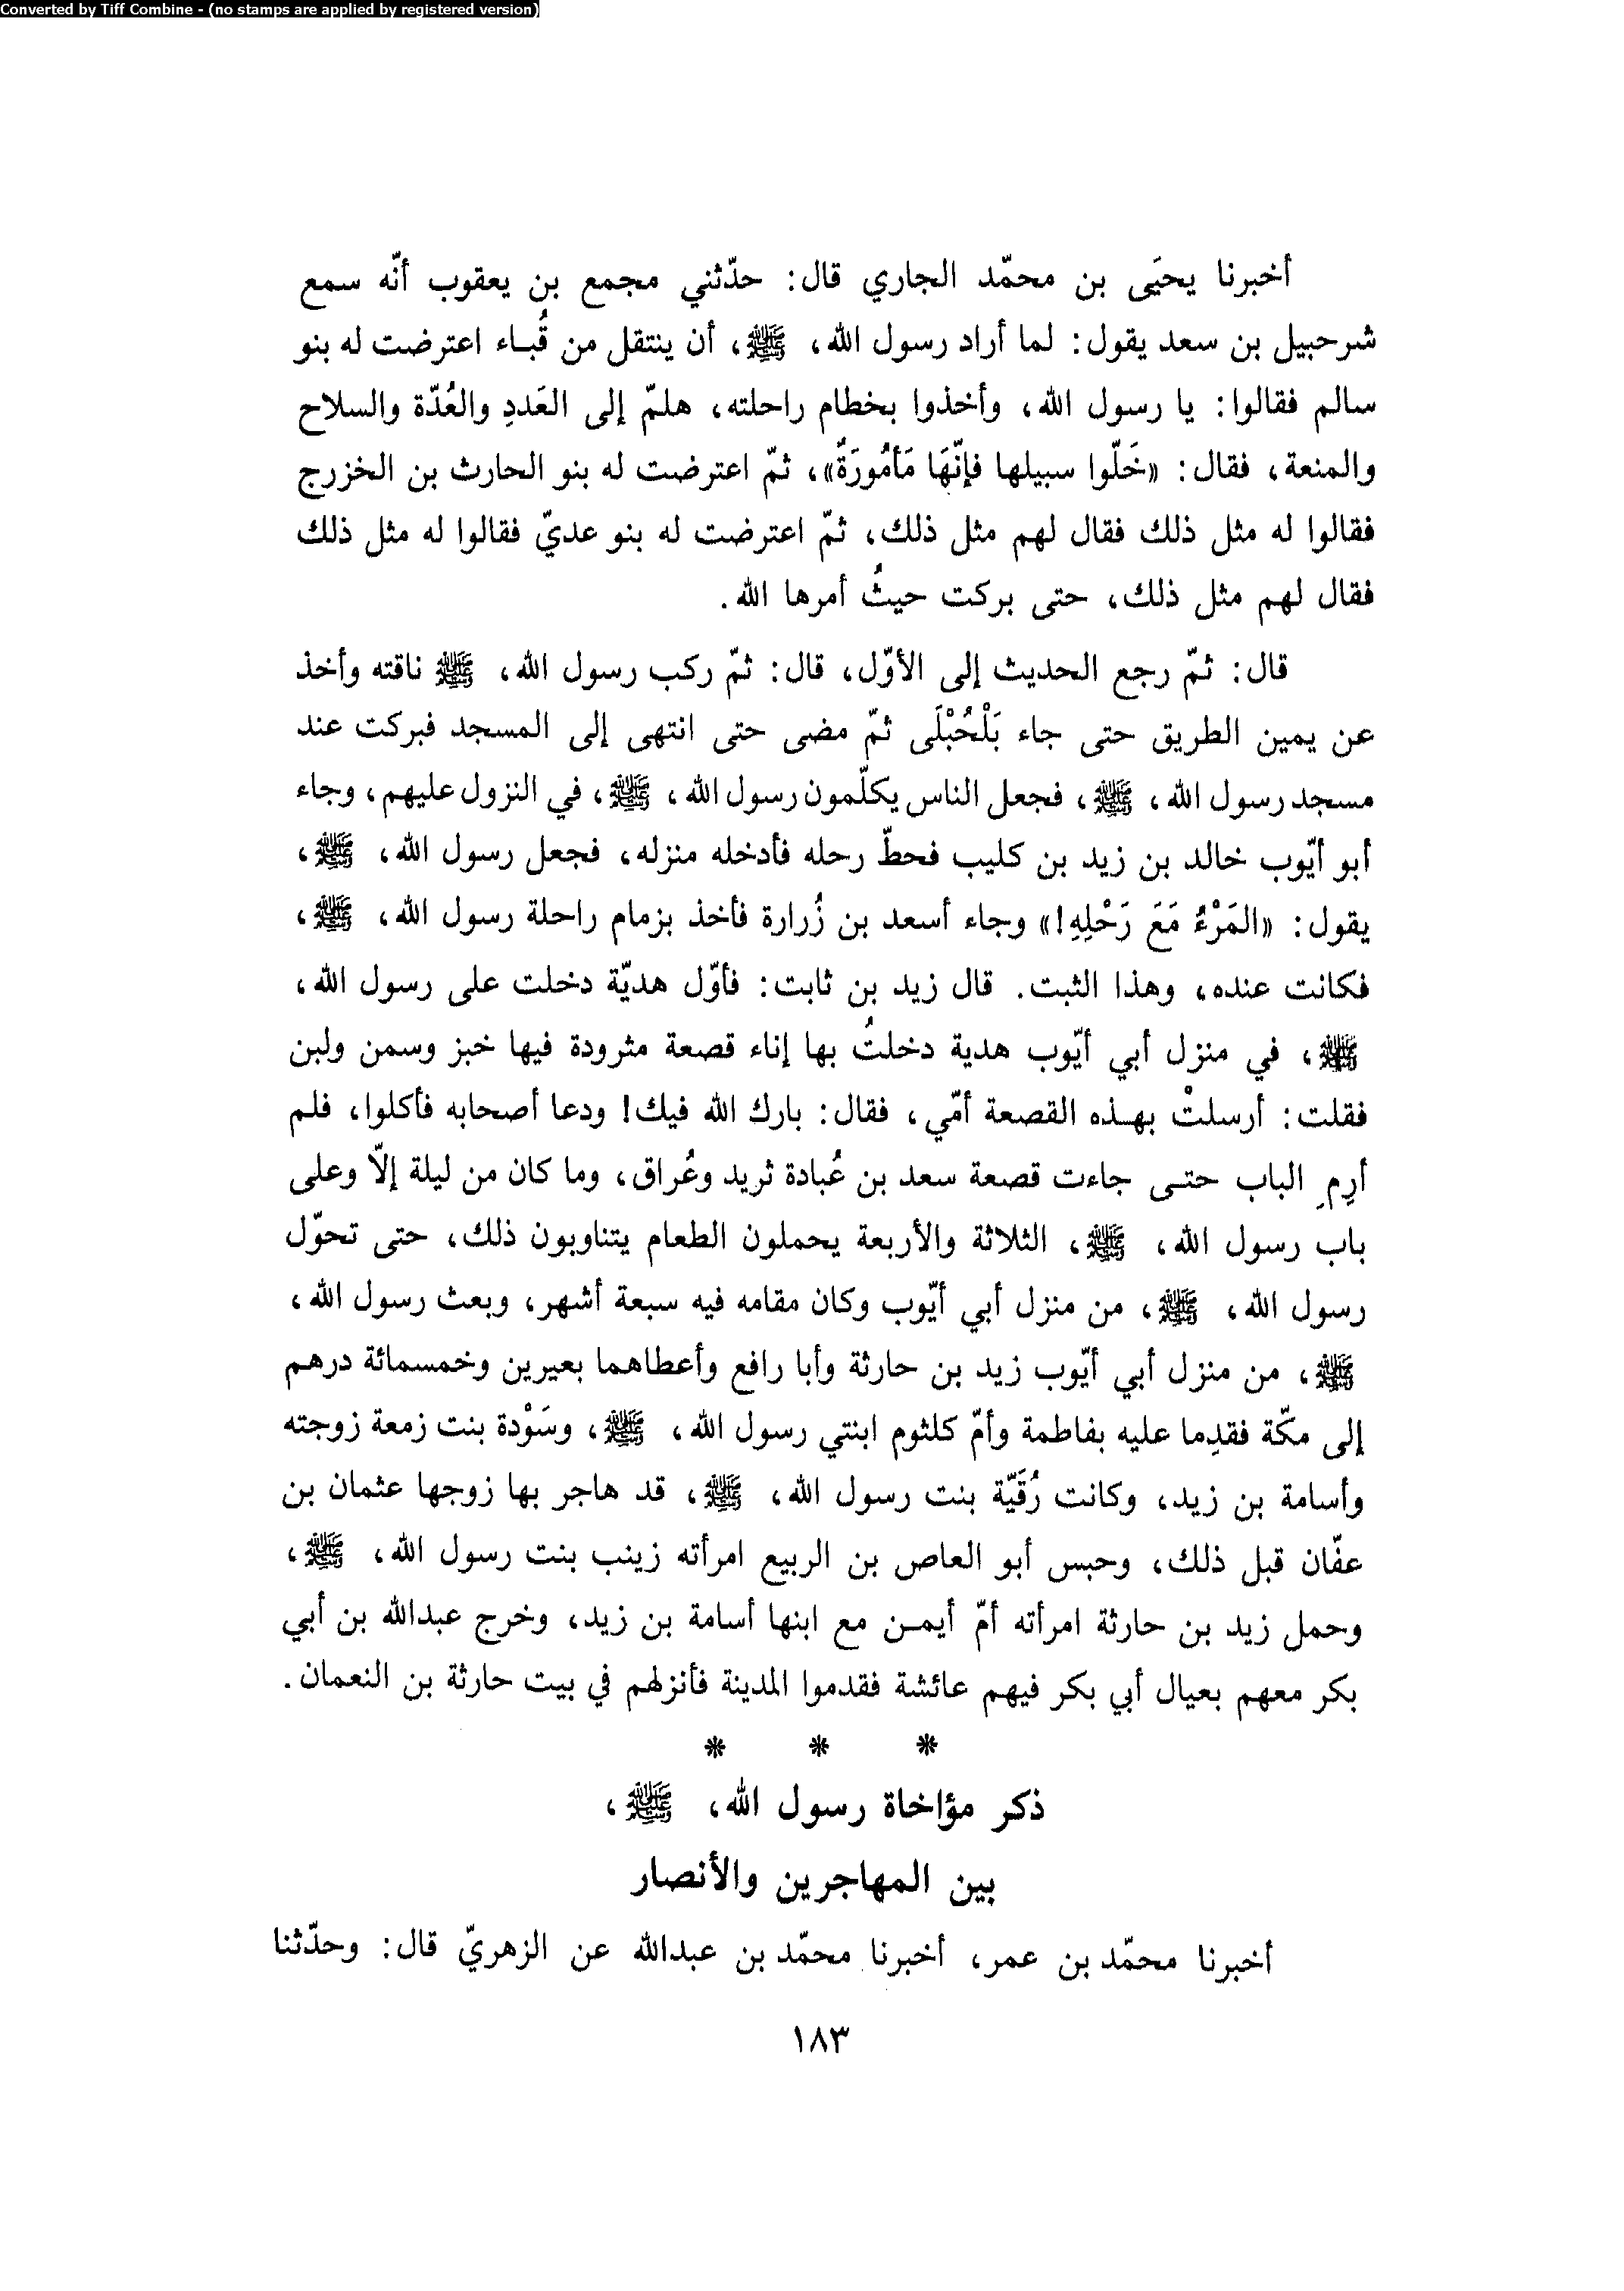 Converted by Tiff Combine - (no stamps are applied by registered version)
أخبرنا يحيَى بن محمّد الجاري قال: حدّثني مجمع بن يعقوب أنّه سمع
شرحبيل بن سعد يقول: لما أراد رسول الله، ﷺ، أن ينتقل من قُباء اعترضت له بنو
سالم فقالوا: يا رسول الله، وأخذوا بخطام راحلته، هلمّ إلى العَددِ والعُدّة والسلاح
والمنعة، فقال: «خَلّوا سبيلها فإنّهَا مَأمُورَةٌ»، ثمّ اعترضت له بنو الحارث بن الخزرج
فقالوا له مثل ذلك فقال لهم مثل ذلك، ثمّ اعترضت له بنو عديّ فقالوا له مثل ذلك
فقال لهم مثل ذلك، حتى بركت حيثُ أمرها الله.
قال: ثمّ رجع الحديث إلى الأوّل، قال: ثمّ ركب رسول الله، ﷺ ناقته وأخذ
عن يمين الطريق حتى جاء بَلْحُبْلَى ثمّ مضى حتى انتهى إلى المسجد فبركت عند
مسجد رسول الله، ﷺ، فجعل الناس يكلّمون رسول الله، ﷺ، في النزول عليهم، وجاء
أبو أيّوب خالد بن زيد بن كليب فحطّ رحله فأدخله منزله، فجعل رسول الله، ﷺ،
يقول: «المَرْءُ مَعَ رَحْلِهِ!» وجاء أسعد بن زُرارة فأخذ بزمام راحلة رسول الله، ﷺ،
فكانت عنده، وهذا الثبت. قال زيد بن ثابت: فأوّل هديّة دخلت على رسول الله،
ﷺ، في منزل أبي أيّوب هدية دخلتُ بها إناء قصعة مثرودة فيها خبز وسمن ولبن
فقلت: أرسلتْ بهذه القصعة أمّي، فقال: بارك الله فيك! ودعا أصحابه فأكلوا، فلم
أرِمِ الباب حتى جاءت قصعة سعد بن عُبادة ثريد وعُراق، وما كان من ليلة إلاّ وعلى
باب رسول الله، ﷺ، الثلاثة والأربعة يحملون الطعام يتناوبون ذلك، حتى تحوّل
رسول الله، ﷺ، من منزل أبي أيّوب وكان مقامه فيه سبعة أشهر، وبعث رسول الله،
ﷺ، من منزل أبي أيّوب زيد بن حارثة وأبا رافع وأعطاهما بعيرين وخمسمائة درهم
إلى مكّة فقدِما عليه بفاطمة وأمّ كلثوم ابنتي رسول الله، ﷺ، وسَوْدة بنت زمعة زوجته
وأسامة بن زيد، وكانت رُقَيّة بنت رسول الله، ﷺ، قد هاجر بها زوجها عثمان بن
عفّان قبل ذلك، وحبس أبو العاص بن الربيع امرأته زينب بنت رسول الله، ﷺ،
وحمل زيد بن حارثة امرأته أمّ أيمن مع ابنها أسامة بن زيد، وخرج عبدالله بن أبي
بكر معهم بعيال أبي بكر فيهم عائشة فقدموا المدينة فأنزلهم في بيت حارثة بن النعمان.
* * *
ذكر مؤاخاة رسول الله، ﷺ،
بين المهاجرين والأنصار
أخبرنا محمّد بن عمر، أخبرنا محمّد بن عبدالله عن الزهريّ قال: وحدّثنا
١٨٣